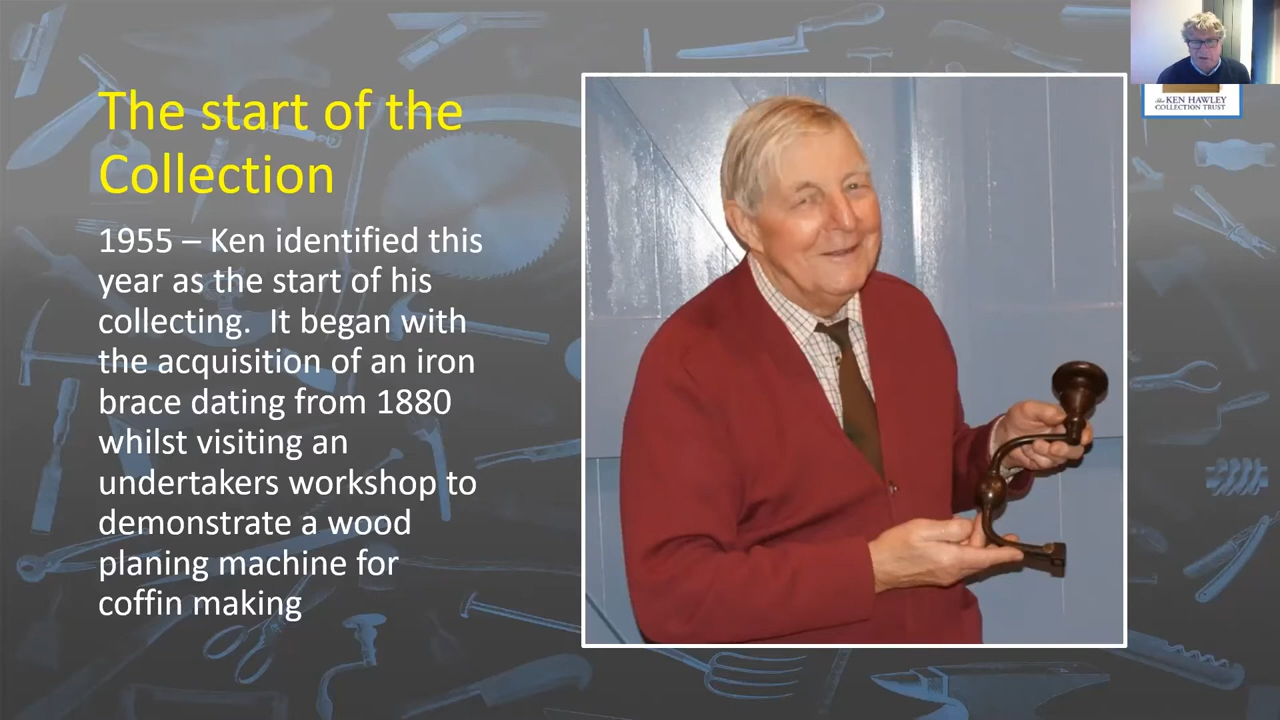 The start of the
Collection
1955 – Ken identified this
year as the start of his
collecting.  It began with
the acquisition of an iron
brace dating from 1880
whilst visiting an
undertakers workshop to
demonstrate a wood
planing machine for
coffin making
the KEN HAWLEY
COLLECTION TRUST